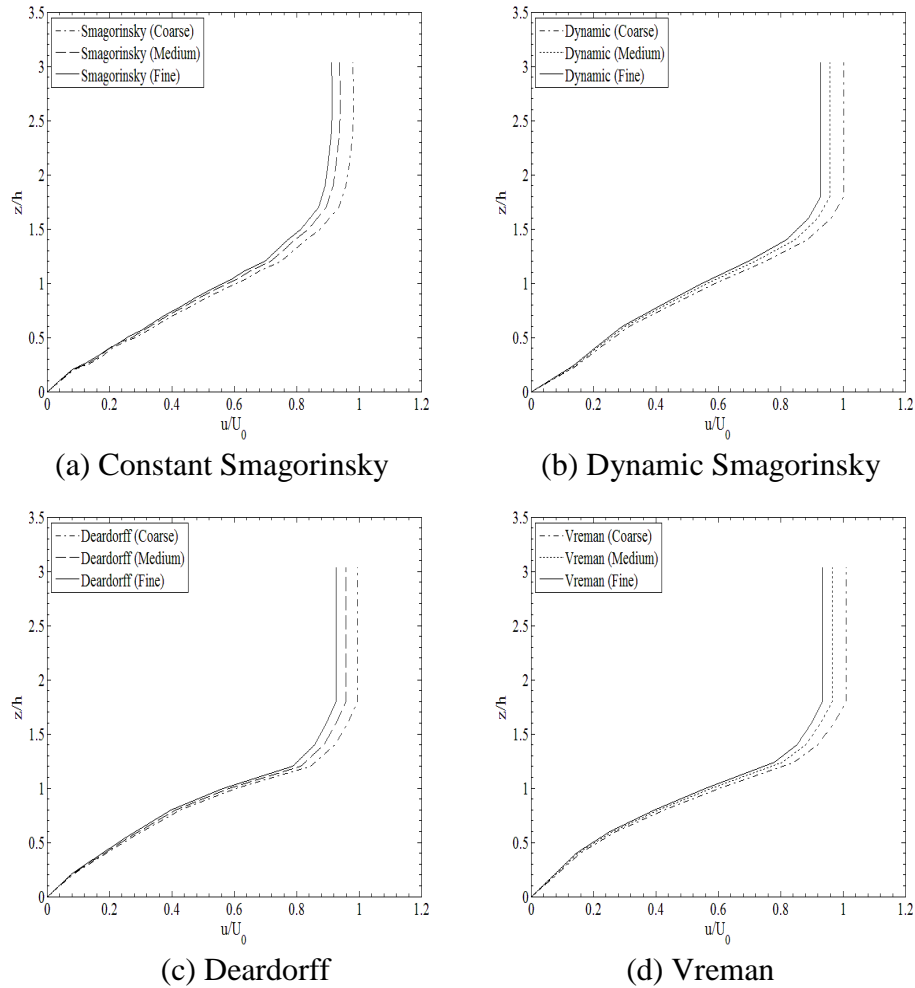 3.5
3
2.5
2
1.5
1
0.5
0
z/h
Smagorinsky (Coarse)
Smagorinsky (Medium)
Smagorinsky (Fine)
0 0.2 0.4 0.6 0.8 1 1.2
u/U0
(a) Constant Smagorinsky
3.5
3
2.5
2
1.5
1
0.5
0
z/h
Dynamic (Coarse)
Dynamic (Medium)
Dynamic (Fine)
0 0.2 0.4 0.6 0.8 1 1.2
u/U0
(b) Dynamic Smagorinsky
3.5
3
2.5
2
1.5
1
0.5
0
z/h
Deardorff (Coarse)
Deardorff (Medium)
Deardorff (Fine)
0 0.2 0.4 0.6 0.8 1 1.2
u/U0
(c) Deardorff
3.5
3
2.5
2
1.5
1
0.5
0
z/h
Vreman (Coarse)
Vreman (Medium)
Vreman (Fine)
0 0.2 0.4 0.6 0.8 1 1.2
u/U0
(d) Vreman